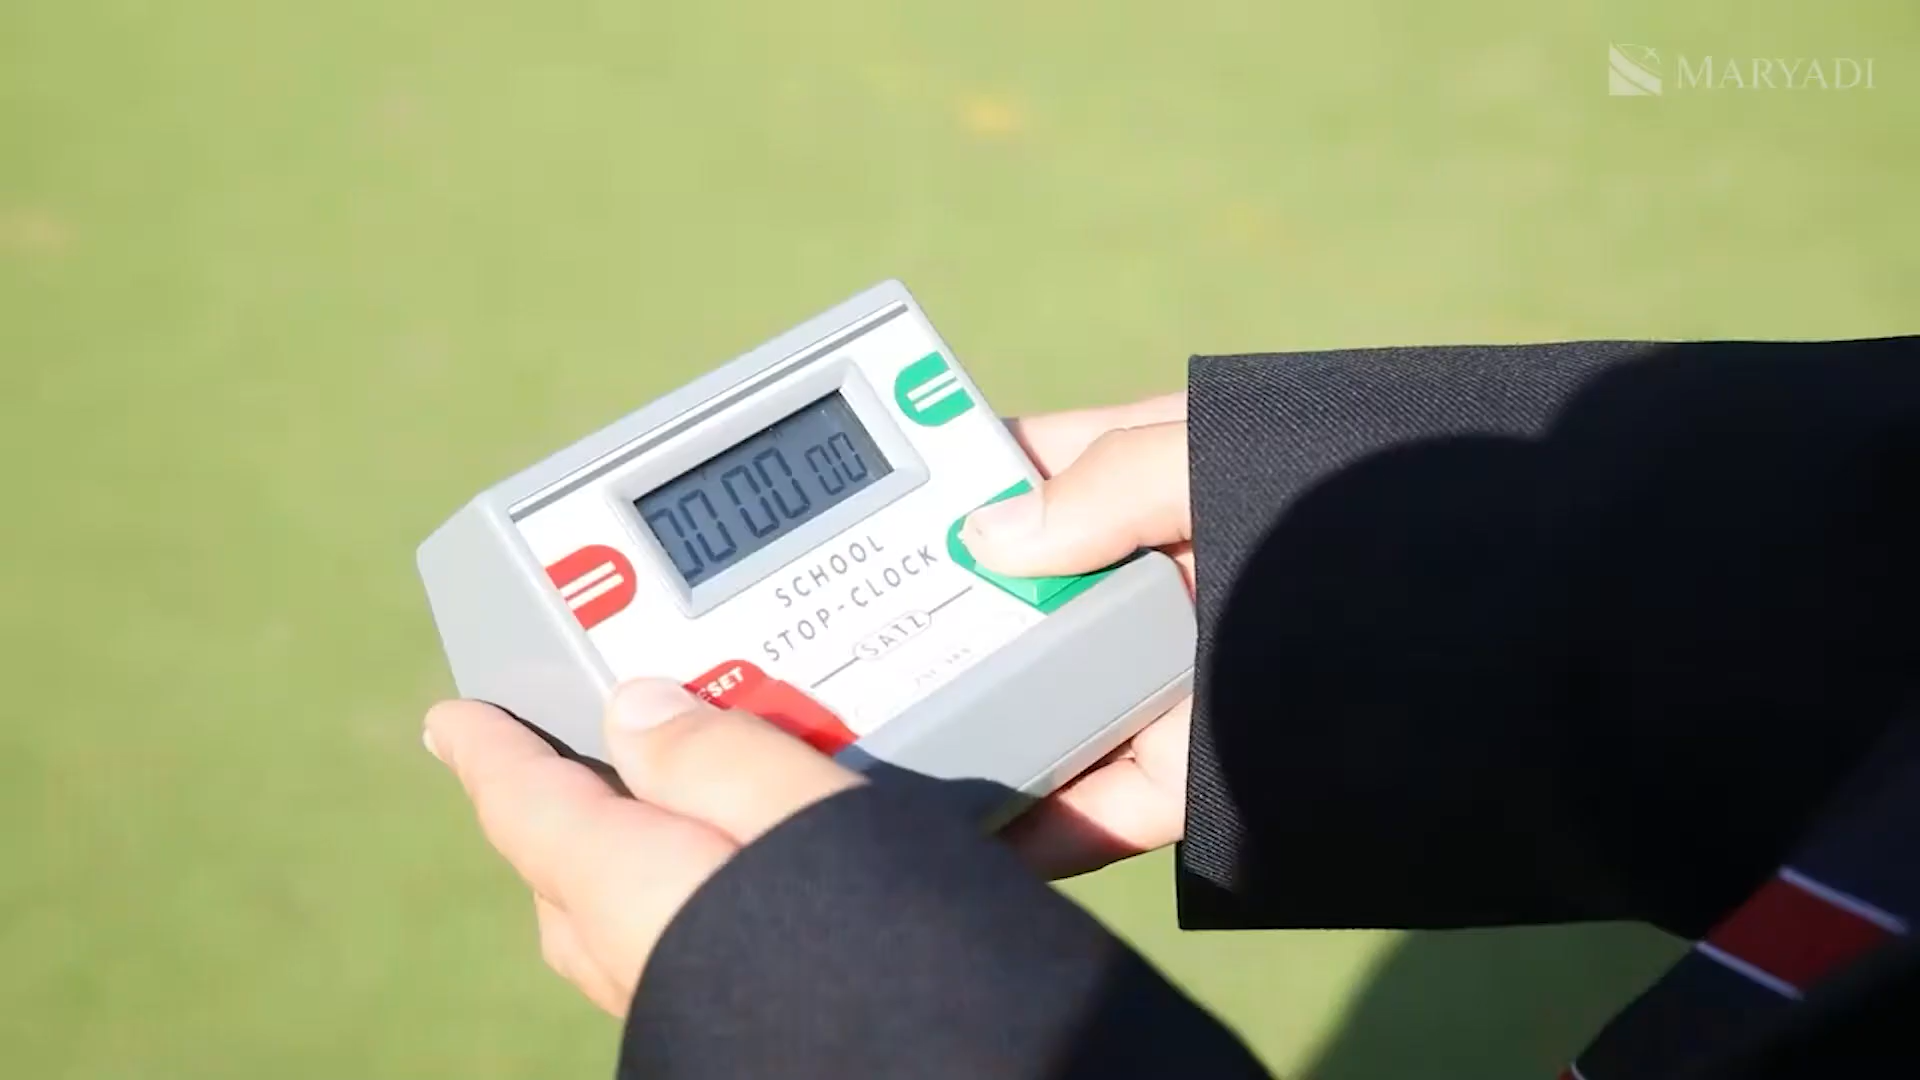 MARYADI
00 00 00
SCHOOL
STOP-CLOCK
SATZ